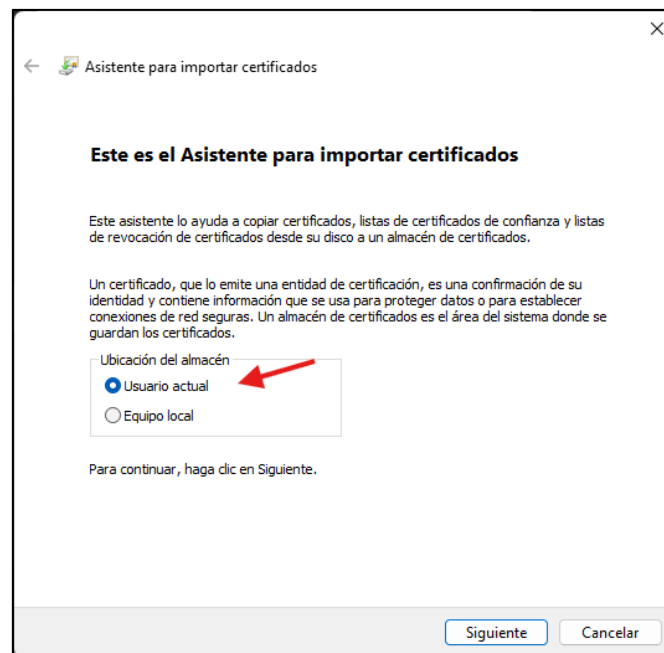 Asistente para importar certificados
Este es el Asistente para importar certificados
Este asistente lo ayuda a copiar certificados, listas de certificados de confianza y listas
de revocación de certificados desde su disco a un almacén de certificados.
Un certificado, que lo emite una entidad de certificación, es una confirmación de su
identidad y contiene información que se usa para proteger datos o para establecer
conexiones de red seguras. Un almacén de certificados es el área del sistema donde se
guardan los certificados.
Ubicación del almacén
Usuario actual
Equipo local
Para continuar, haga clic en Siguiente.
Siguiente
Cancelar